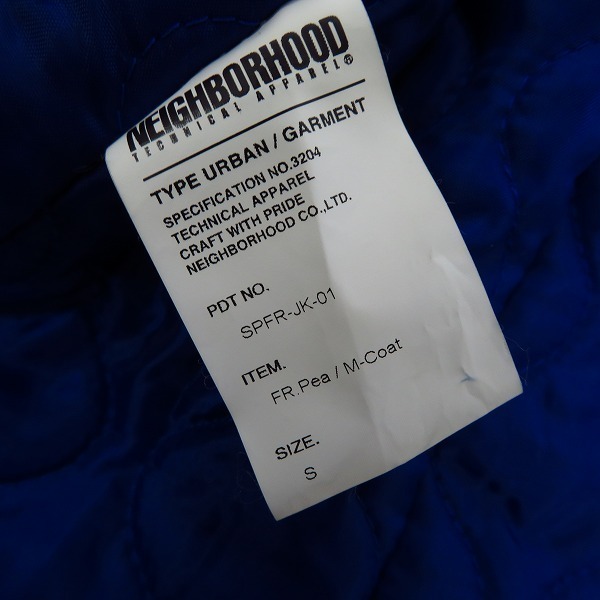 NEIGHBORHOOD
TECHNICAL APPAREL®
TYPE URBAN / GARMENT
SPECIFICATION NO.3204
TECHNICAL APPAREL
CRAFT WITH PRIDE
NEIGHBORHOOD CO.,LTD.
PDT NO.
SPFR-JK-01
ITEM.
FR.Pea / M-Coat
SIZE.
S